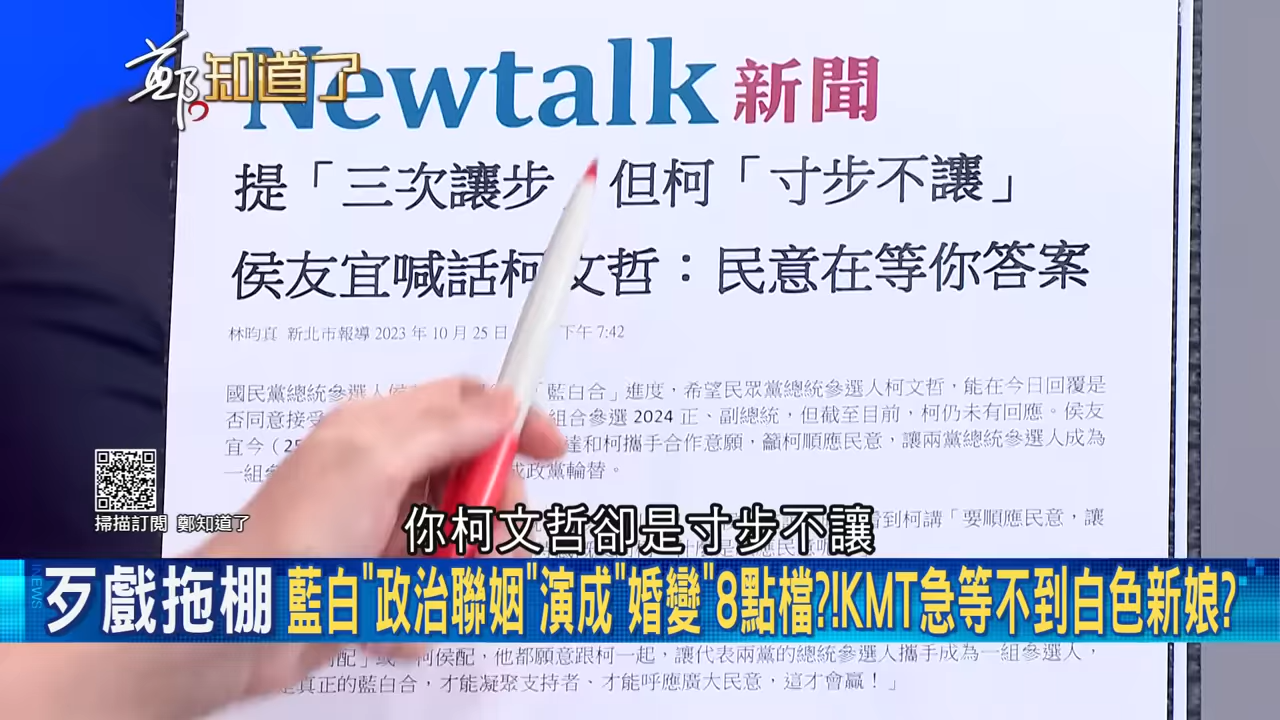 鄭知道了
Newtalk新聞
提「三次讓步 但柯「寸步不讓」
侯友宜喊話柯文哲：民意在等你答案
林昀真 新北市報導 2023 年 10 月 25 日 下午 7:42
國民黨總統參選人侯 「藍白合」進度，希望民眾黨總統參選人柯文哲，能在今日回覆是
否同意接受 組合參選 2024 正、副總統，但截至目前，柯仍未有回應。侯友
宜今（25 達和柯攜手合作意願，籲柯順應民意，讓兩黨總統參選人成為
一組參 成政黨輪替。
看到柯講「要順應民意，讓
掃描訂閱 鄭知道了
你柯文哲卻是寸步不讓
NEWS
歹戲拖棚 藍白"政治聯姻"演成"婚變"8點檔?!KMT急等不到白色新娘?
配」或 柯侯配，他都願意跟柯一起，讓代表兩黨的總統參選人攜手成為一組參選人，
是真正的藍白合，才能凝聚支持者、才能呼應廣大民意，這才會贏！」